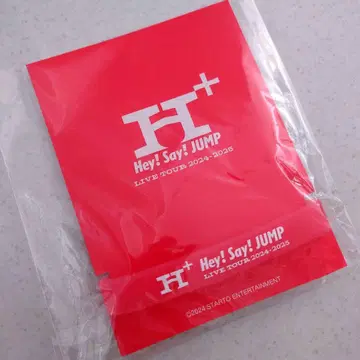 H+
Hey! Say! JUMP
LIVE TOUR 2024-2025
H+ Hey! Say! JUMP
LIVE TOUR 2024-2025
©2024 STARTO ENTERTAINMENT